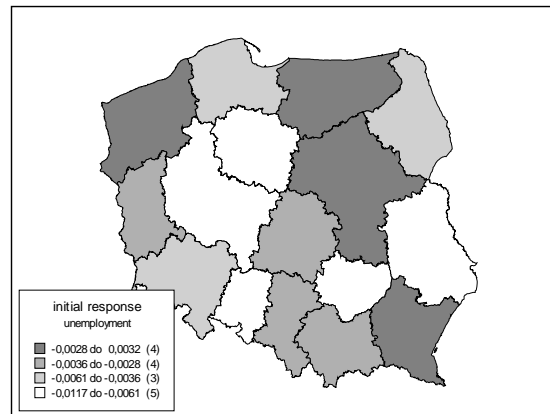 initial response
unemployment
-0,0028 do 0,0032 (4)
-0,0036 do -0,0028 (4)
-0,0061 do -0,0036 (3)
-0,0117 do -0,0061 (5)